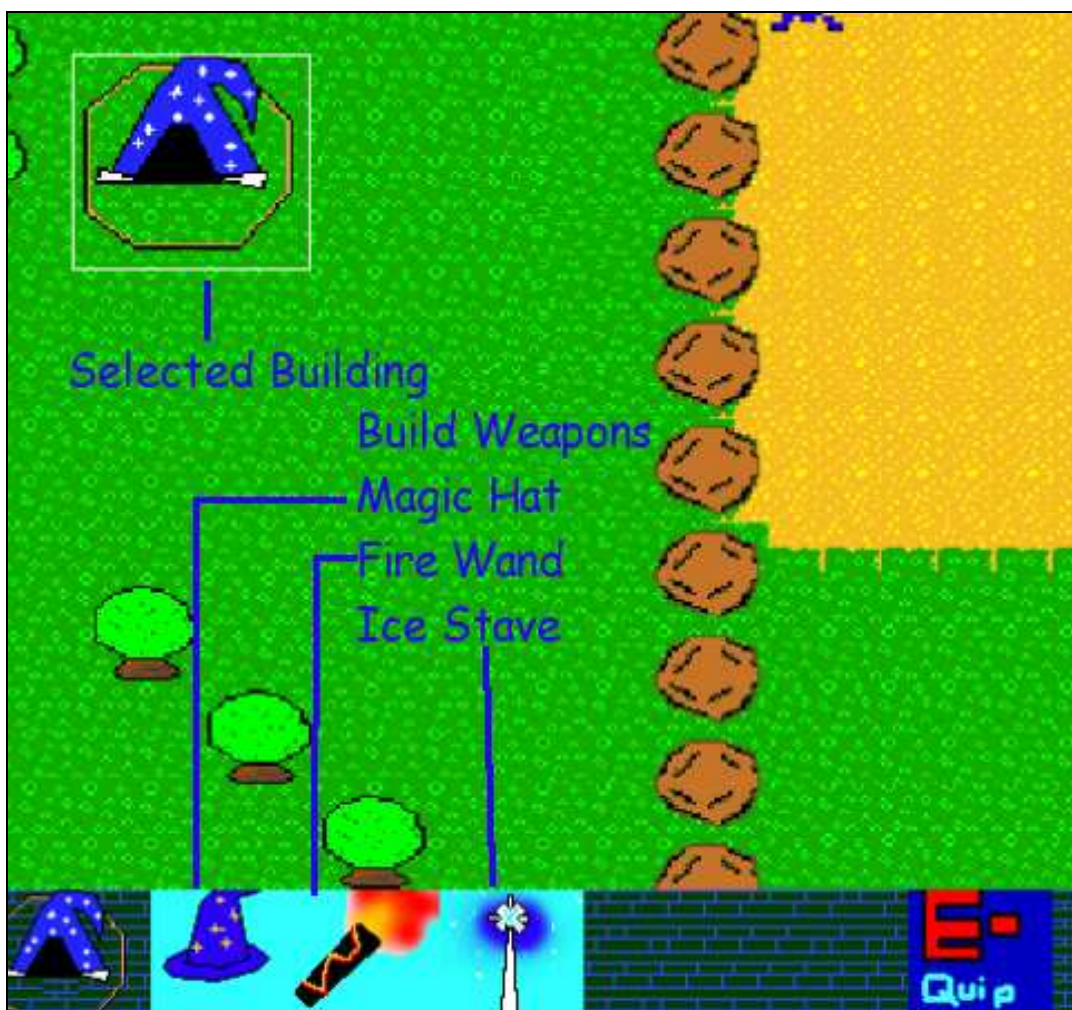 Selected Building
Build Weapons
Magic Hat
Fire Wand
Ice Stave
E-
Quip